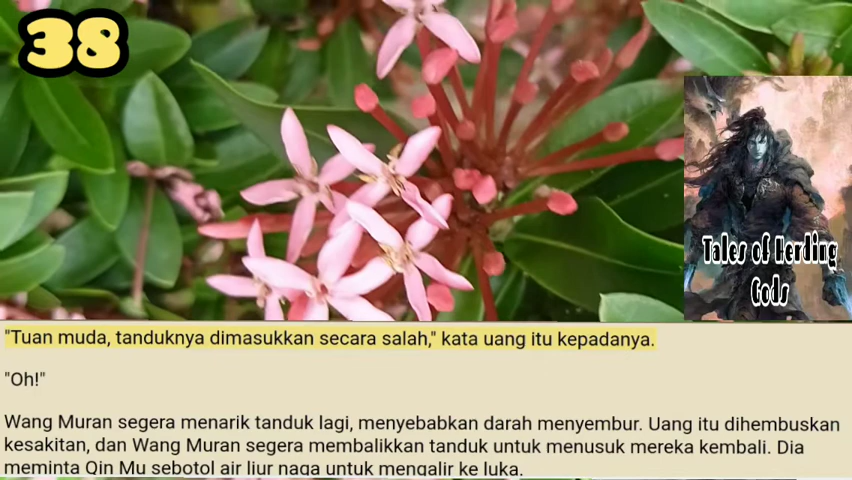 38
Tales of Herding
Gods
"Tuan muda, tanduknya dimasukkan secara salah," kata uang itu kepadanya.
"Oh!"
Wang Muran segera menarik tanduk lagi, menyebabkan darah menyembur. Uang itu dihembuskan
kesakitan, dan Wang Muran segera membalikkan tanduk untuk menusuk mereka kembali. Dia
meminta Qin Mu sebotol air liur naga untuk mengalir ke luka.